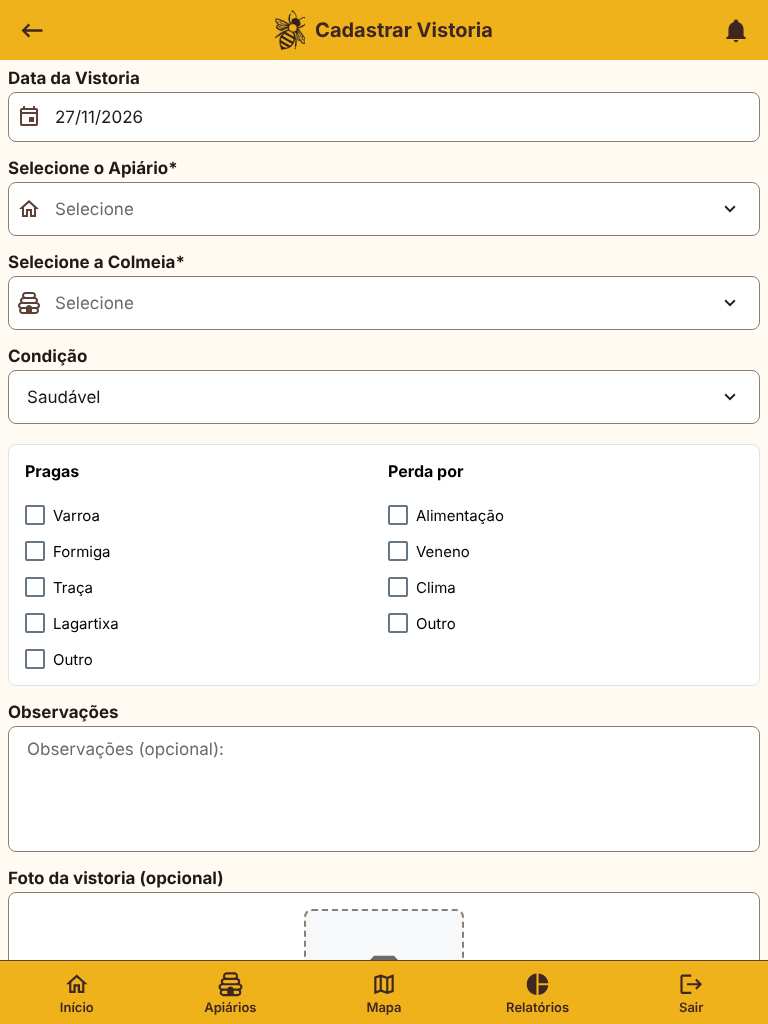 Cadastrar Vistoria
Data da Vistoria
27/11/2026
Selecione o Apiário*
Selecione
Selecione a Colmeia*
Selecione
Condição
Saudável
Pragas
Varroa
Formiga
Traça
Lagartixa
Outro
Perda por
Alimentação
Veneno
Clima
Outro
Observações
Observações (opcional):
Foto da vistoria (opcional)
Início
Apiários
Mapa
Relatórios
Sair